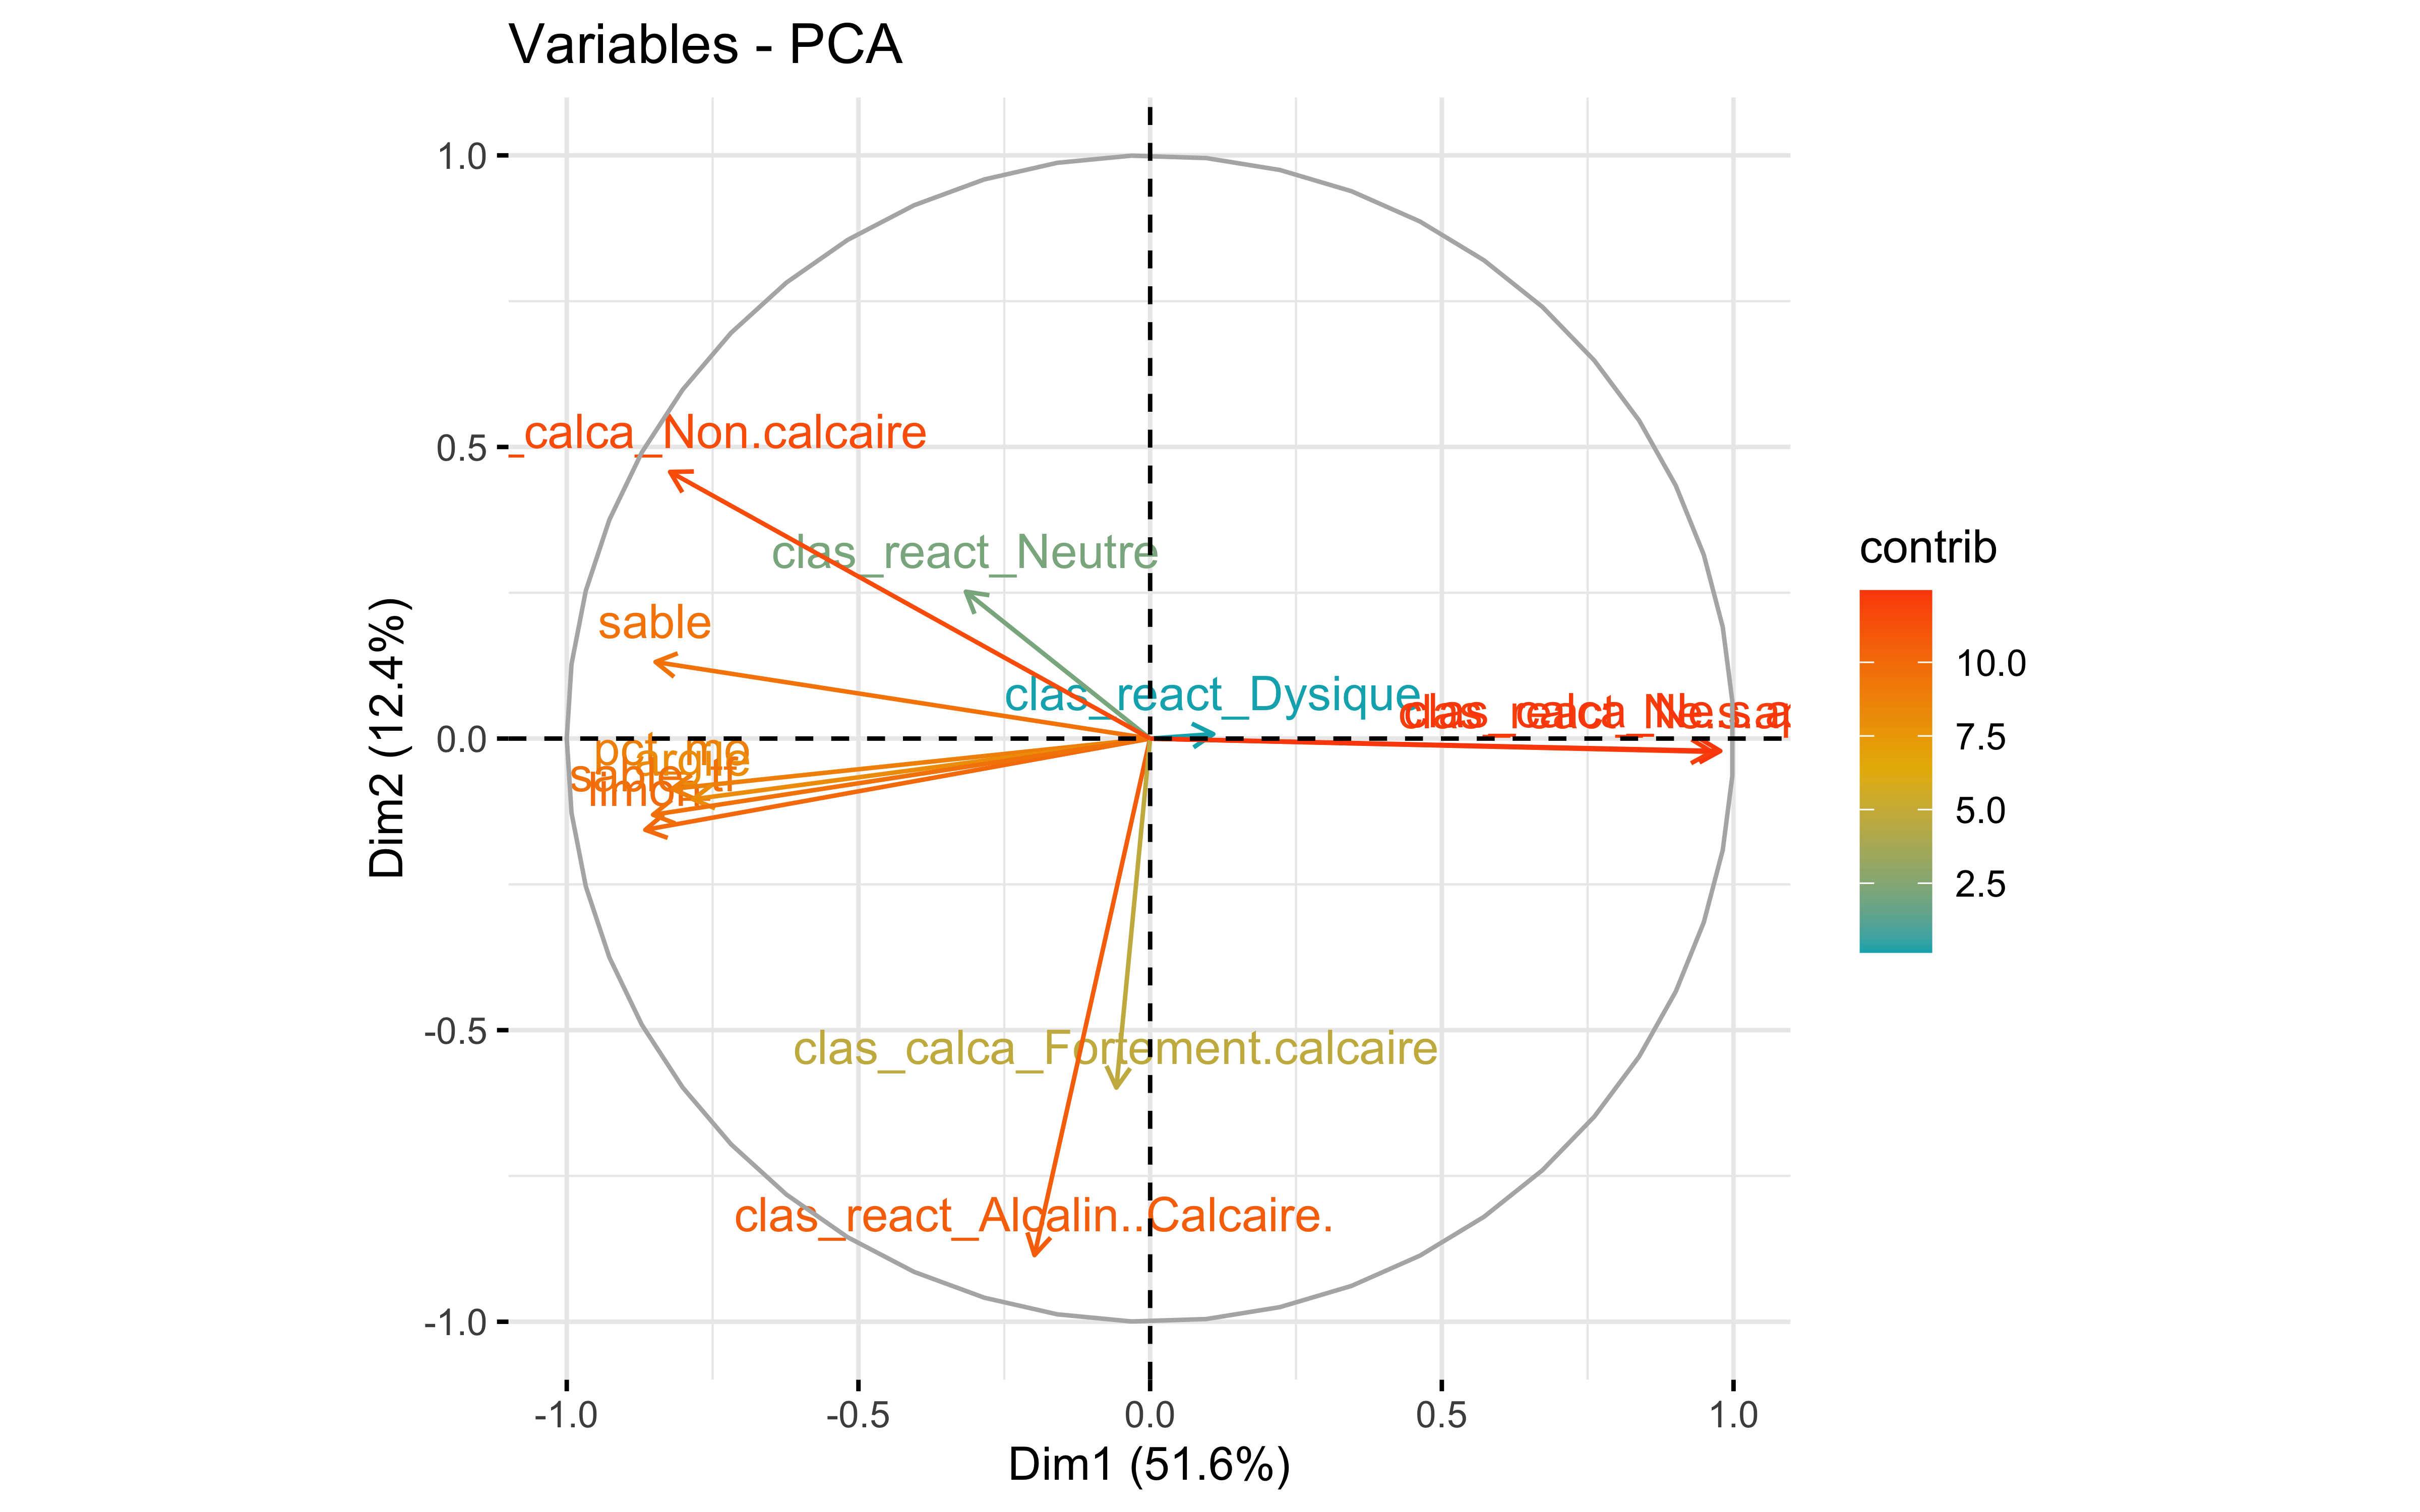 Variables - PCA
1.0
_calca_Non.calcaire
0.5
clas_react_Neutre
sable
clas_react_Dysique
0.0
pct_mo
argile
limon
-0.5
clas_calca_Fortement.calcaire
clas_react_Alcalin..Calcaire.
-1.0
-1.0
-0.5
0.0
0.5
1.0
Dim1 (51.6%)
Dim2 (12.4%)
contrib
10.0
7.5
5.0
2.5